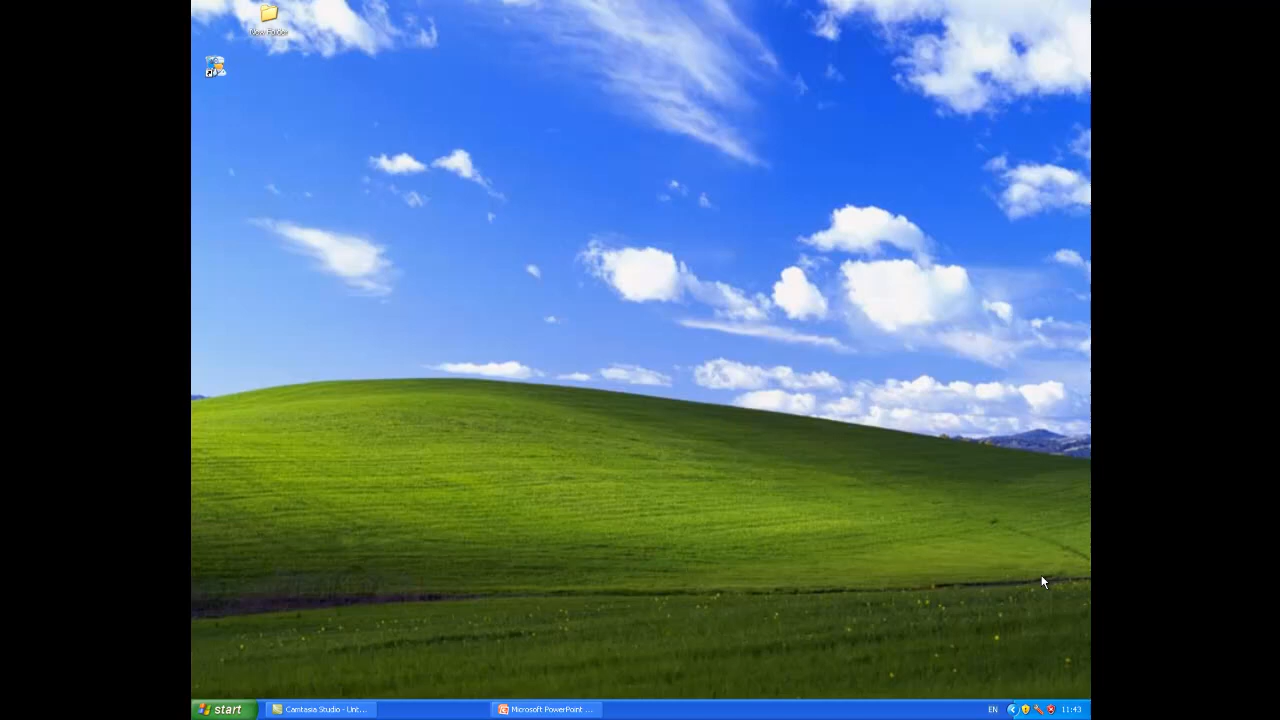 New Folder
start
Camtasia Studio - Unt...
Microsoft PowerPoint ...
EN
11:43